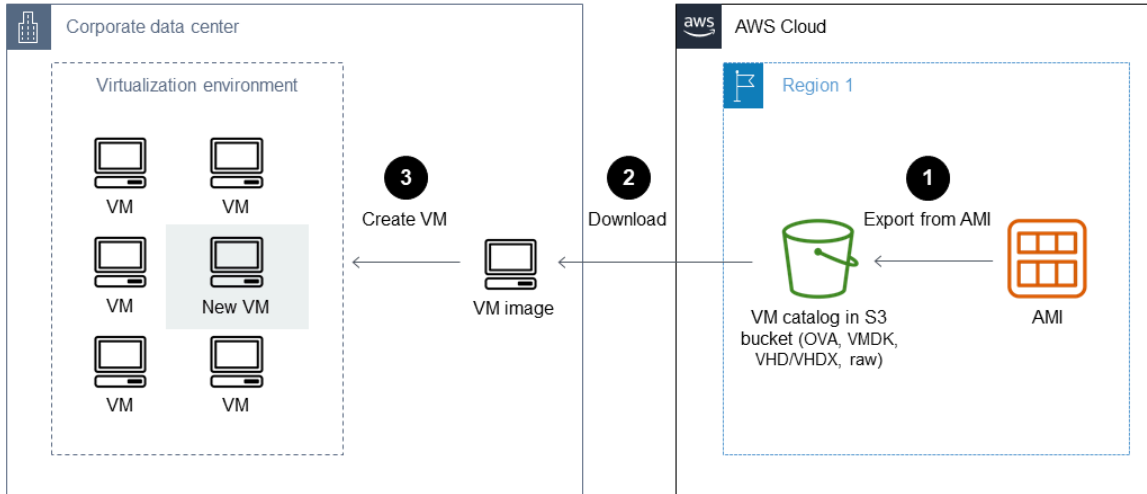 Corporate data center
aws
AWS Cloud
Virtualization environment
Region 1
VM
VM
3
2
1
Create VM
Download
Export from AMI
VM
New VM
VM image
VM catalog in S3
bucket (OVA, VMDK,
VHD/VHDX, raw)
AMI
VM
VM